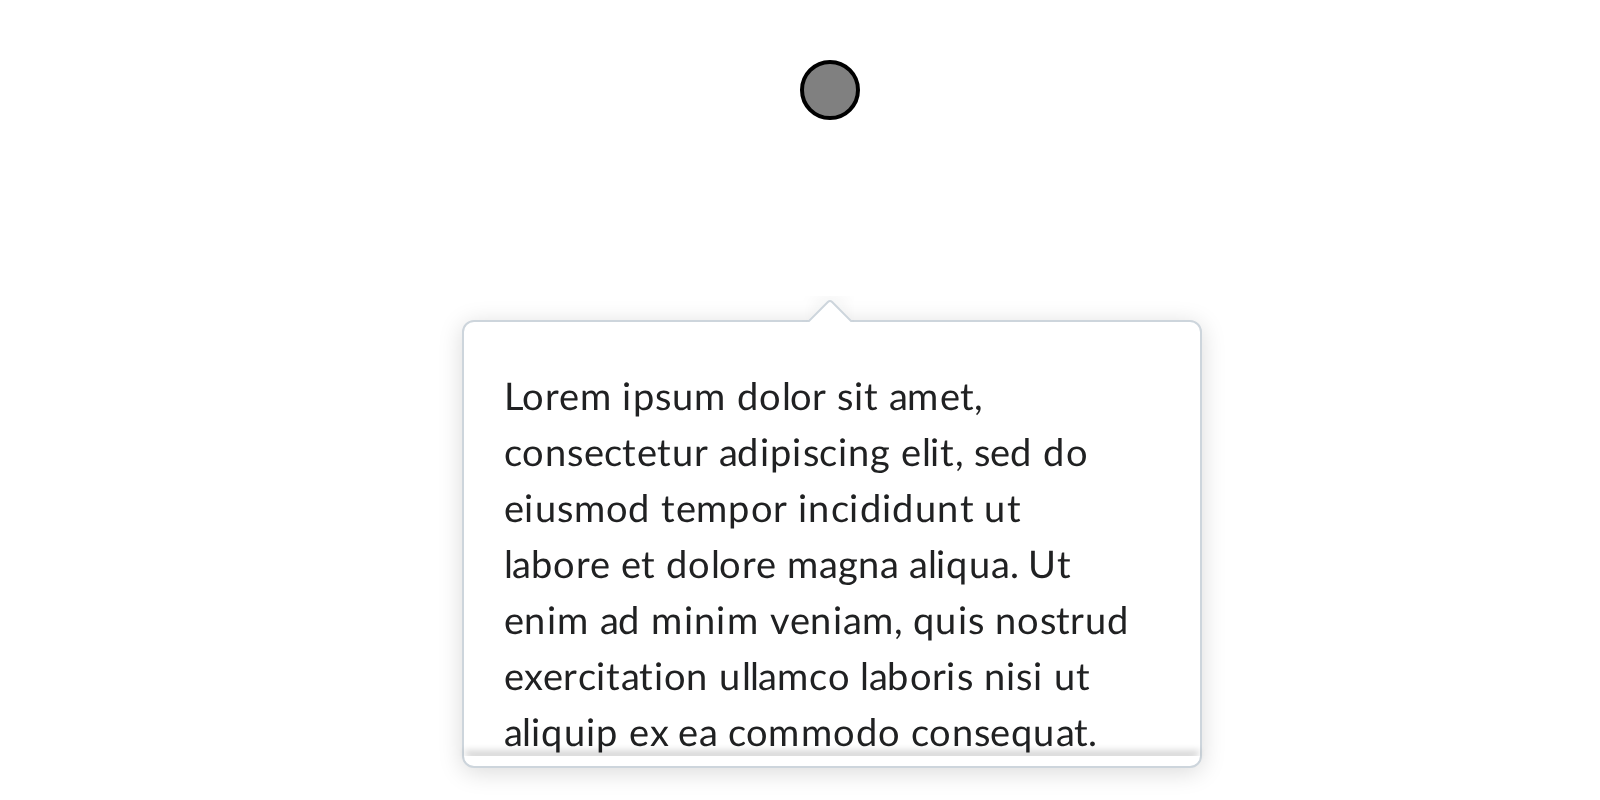 Lorem ipsum dolor sit amet,
consectetur adipiscing elit, sed do
eiusmod tempor incididunt ut
labore et dolore magna aliqua. Ut
enim ad minim veniam, quis nostrud
exercitation ullamco laboris nisi ut
aliquip ex ea commodo consequat.